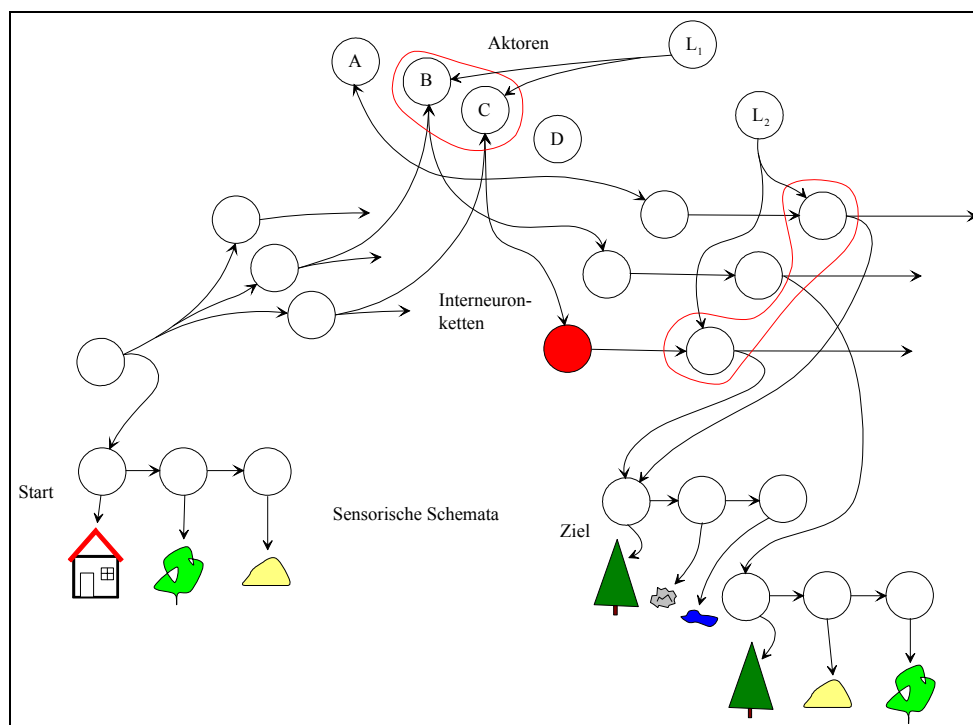 Aktoren
L1
A
B
C
D
L2
Interneuron-
ketten
Start
Sensorische Schemata
Ziel